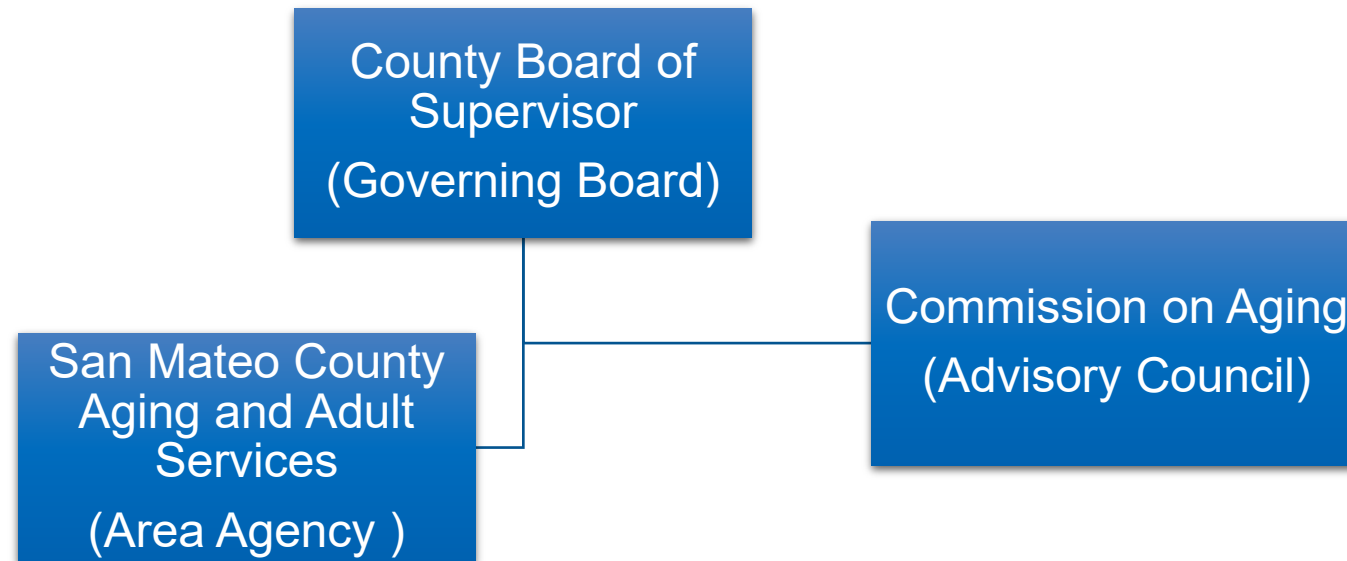 County Board of
Supervisor
(Governing Board)
Commission on Aging
(Advisory Council)
San Mateo County
Aging and Adult
Services
(Area Agency )